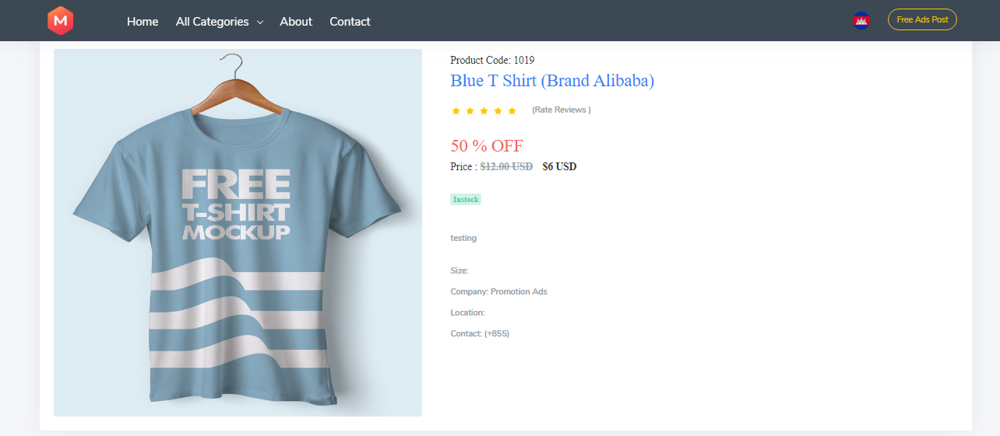 M
Home All Categories About Contact
Free Ads Post
FREE
T-SHIRT
MOCKUP
Product Code: 1019
Blue T Shirt (Brand Alibaba)
(Rate Reviews )
50 % OFF
Price : $12.00 USD $6 USD
Instock
testing
Size:
Company: Promotion Ads
Location:
Contact: (+855)